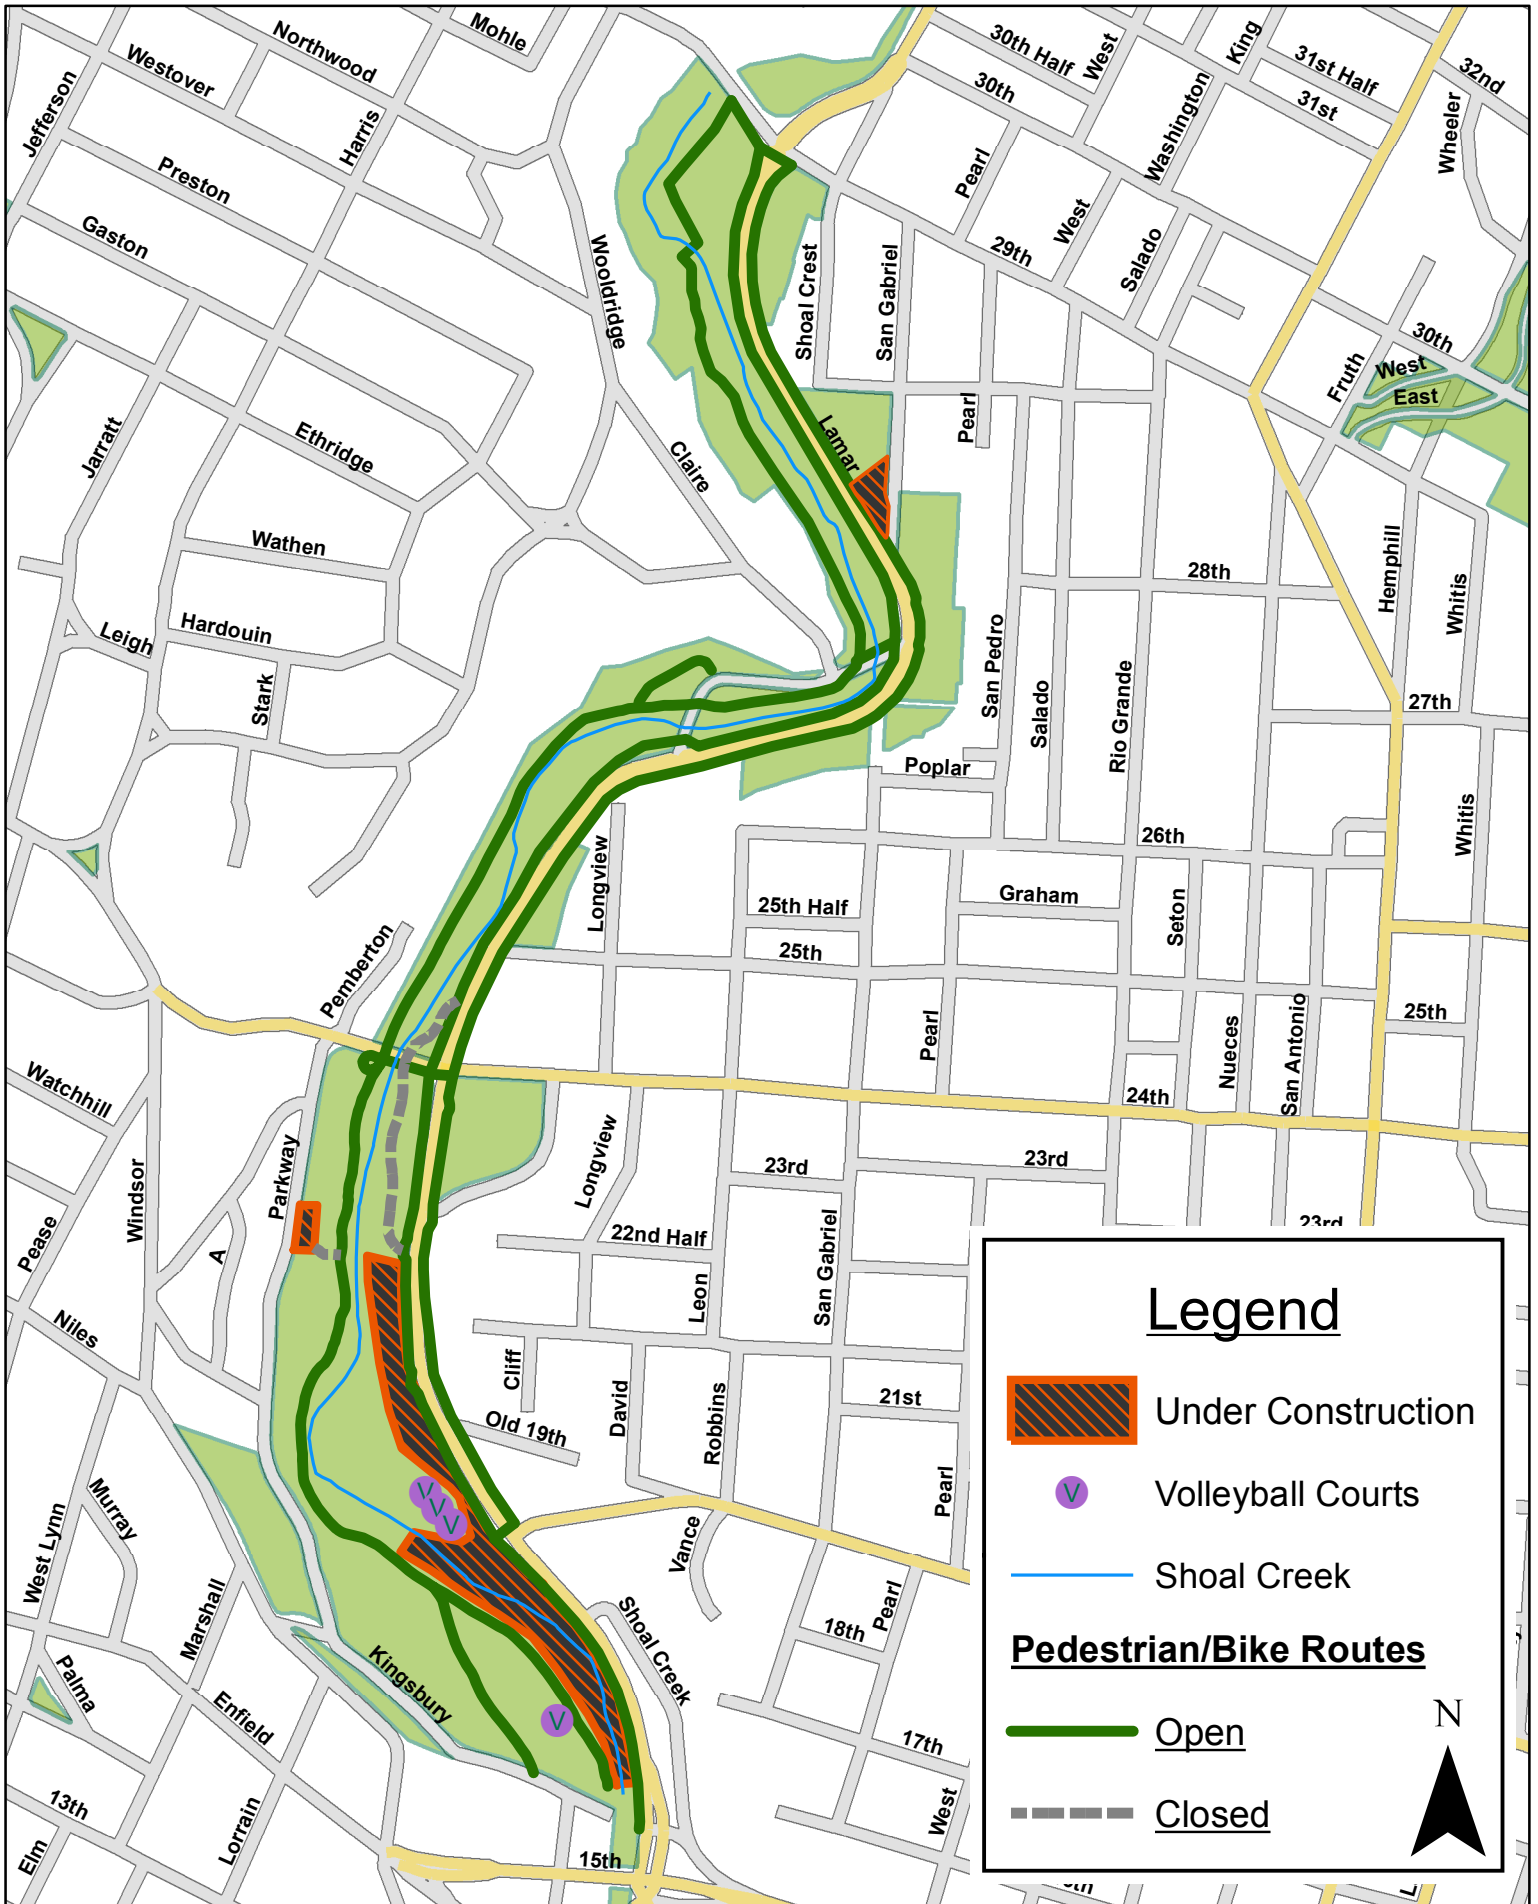 Mohle
Northwood
Westover
Jefferson
Harris
Preston
Gaston
Wooldridge
30th Half
West
King
31st Half
32nd
30th
31st
Washington
Wheeler
Pearl
West
Salado
29th
Shoal Crest
San Gabriel
30th
West
East
Fruth
Pearl
Lamar
Claire
Jarratt
Ethridge
Wathen
Hemphill
Whitis
28th
Leigh
Hardouin
Stark
San Pedro
Salado
Rio Grande
27th
Poplar
26th
Whitis
Longview
25th Half
Graham
Seton
25th
Pemberton
Pearl
Nueces
San Antonio
25th
Watchhill
24th
Longview
Parkway
Windsor
23rd
23rd
23rd
Pease
A
22nd Half
San Gabriel
Leon
Niles
Cliff
David
Robbins
21st
Old 19th
Pearl
V
V
V
Murray
West Lynn
Vance
Marshall
Shoal Creek
Pearl
18th
Palma
Kingsbury
Enfield
V
17th
13th
Lorrain
Elm
West
15th
Legend
Under Construction
V
Volleyball Courts
Shoal Creek
Pedestrian/Bike Routes
Open
Closed
N